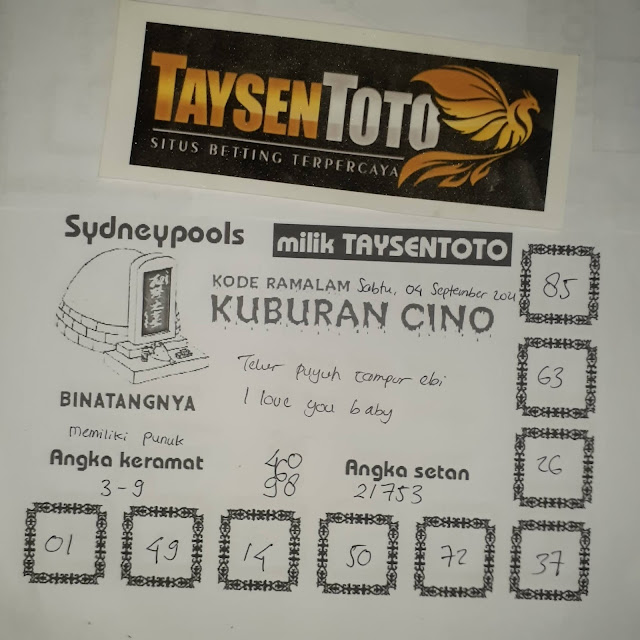 TAYSENTOTO
SITUS BETTING TERPERCAYA
Sydneypools
milik TAYSENTOTO
KODE RAMALAM Sabtu, 04 September 2021
KUBURAN CINO
85
Telur puyuh campur ebi
63
I love you baby
BINATANGNYA
memiliki punuk
Angka keramat
40
Angka setan
26
3-9
98
21753
01
49
14
50
72
37